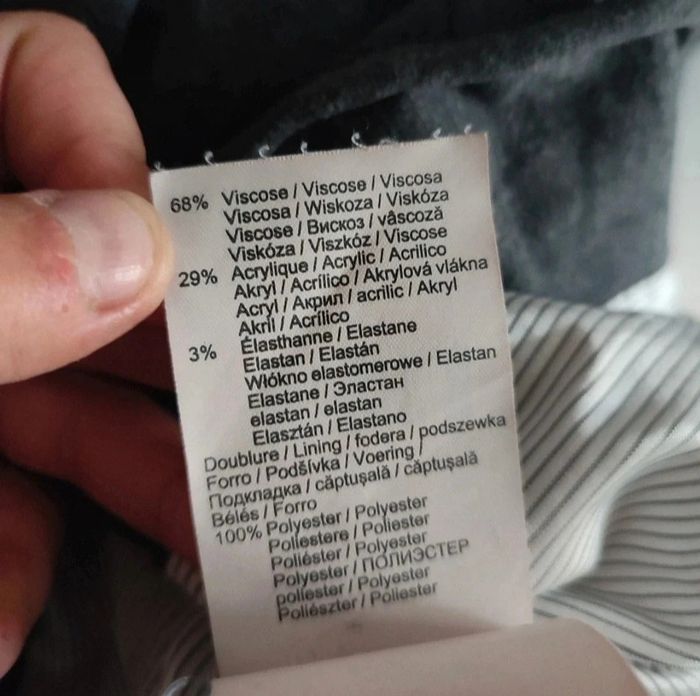 68% Viscose / Viscose / Viscosa
Viscosa / Wiskoza / Viskóza
Viscose / Вискоз / vâscoză
Viskóza / Viszkóz / Viscose
29% Acrylique / Acrylic / Acrilico
Akryl / Acrílico / Akrylová vlákna
Acryl / Акрил / acrilic / Akryl
Akril / Acrílico
3% Élasthanne / Elastane
Elastan / Elastán
Włókno elastomerowe / Elastan
Elastane / Эластан
elastan / elastan
Elasztán / Elastano
Doublure / Lining / fodera / podszewka
Forro / Podšívka / Voering /
Подкладка / căptuşală / căptuşală
Bélés / Forro
100% Polyester / Polyester
Poliestere / Poliester
Poliéster / Polyester
Polyester / ПОЛИЭСТЕР
poliester / Polyester
Poliészter / Poliester